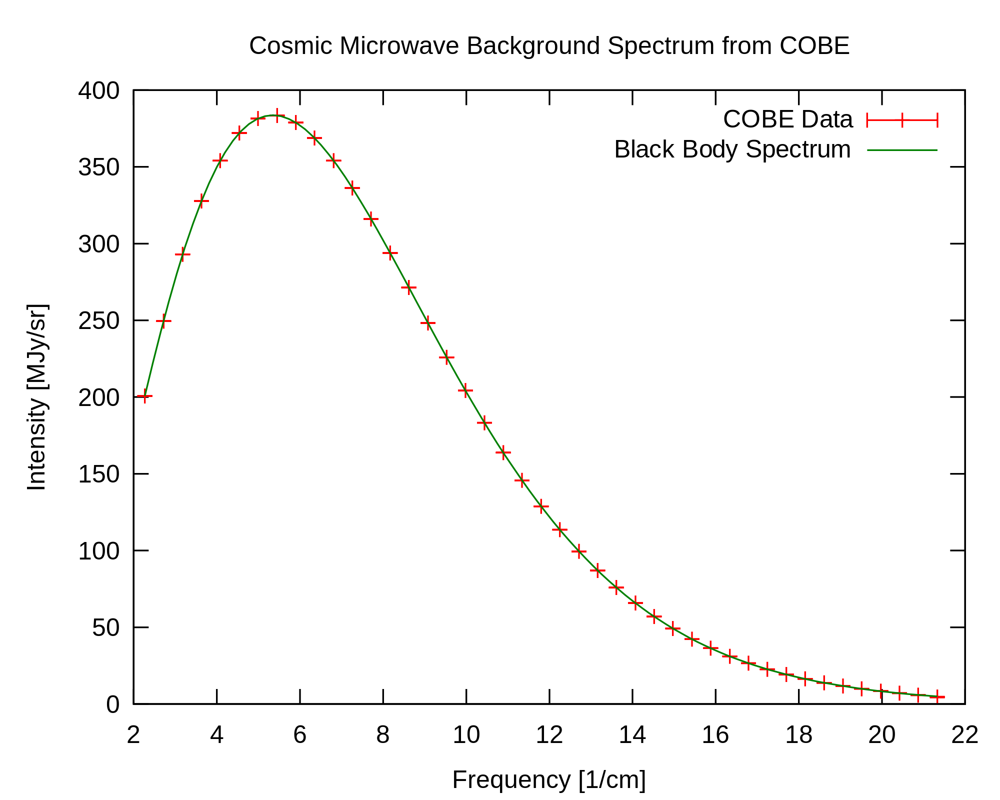 Cosmic Microwave Background Spectrum from COBE
400
350
300
250
200
150
100
50
0
COBE Data
Black Body Spectrum
Intensity [MJy/sr]
2 4 6 8 10 12 14 16 18 20 22
Frequency [1/cm]